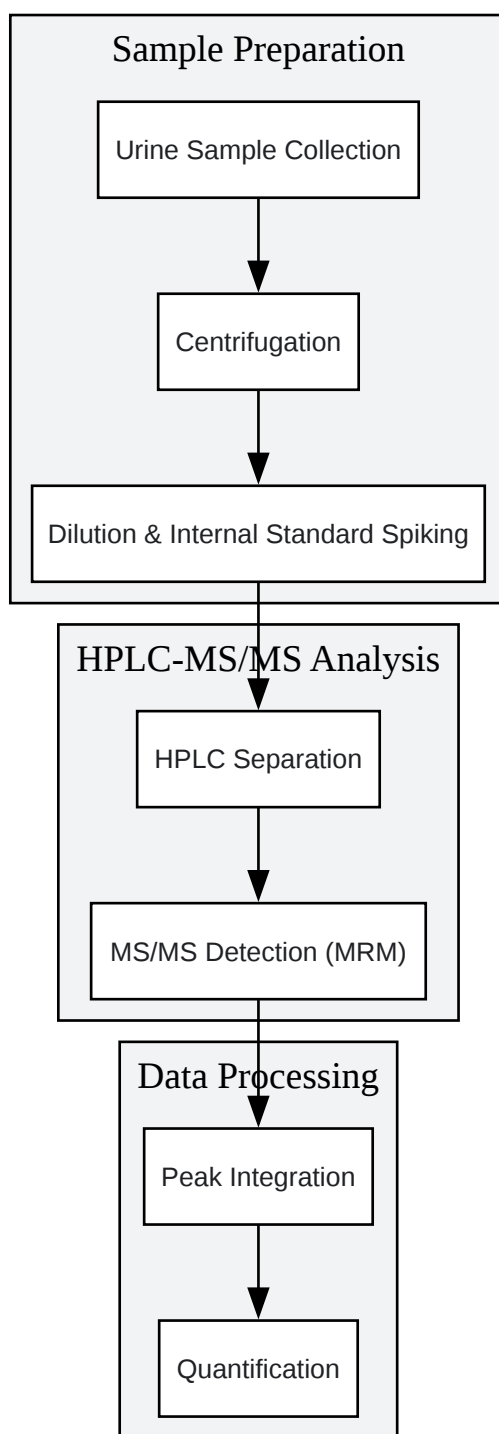 Sample Preparation
Urine Sample Collection
Centrifugation
Dilution & Internal Standard Spiking
HPLC-MS/MS Analysis
HPLC Separation
MS/MS Detection (MRM)
Data Processing
Peak Integration
Quantification